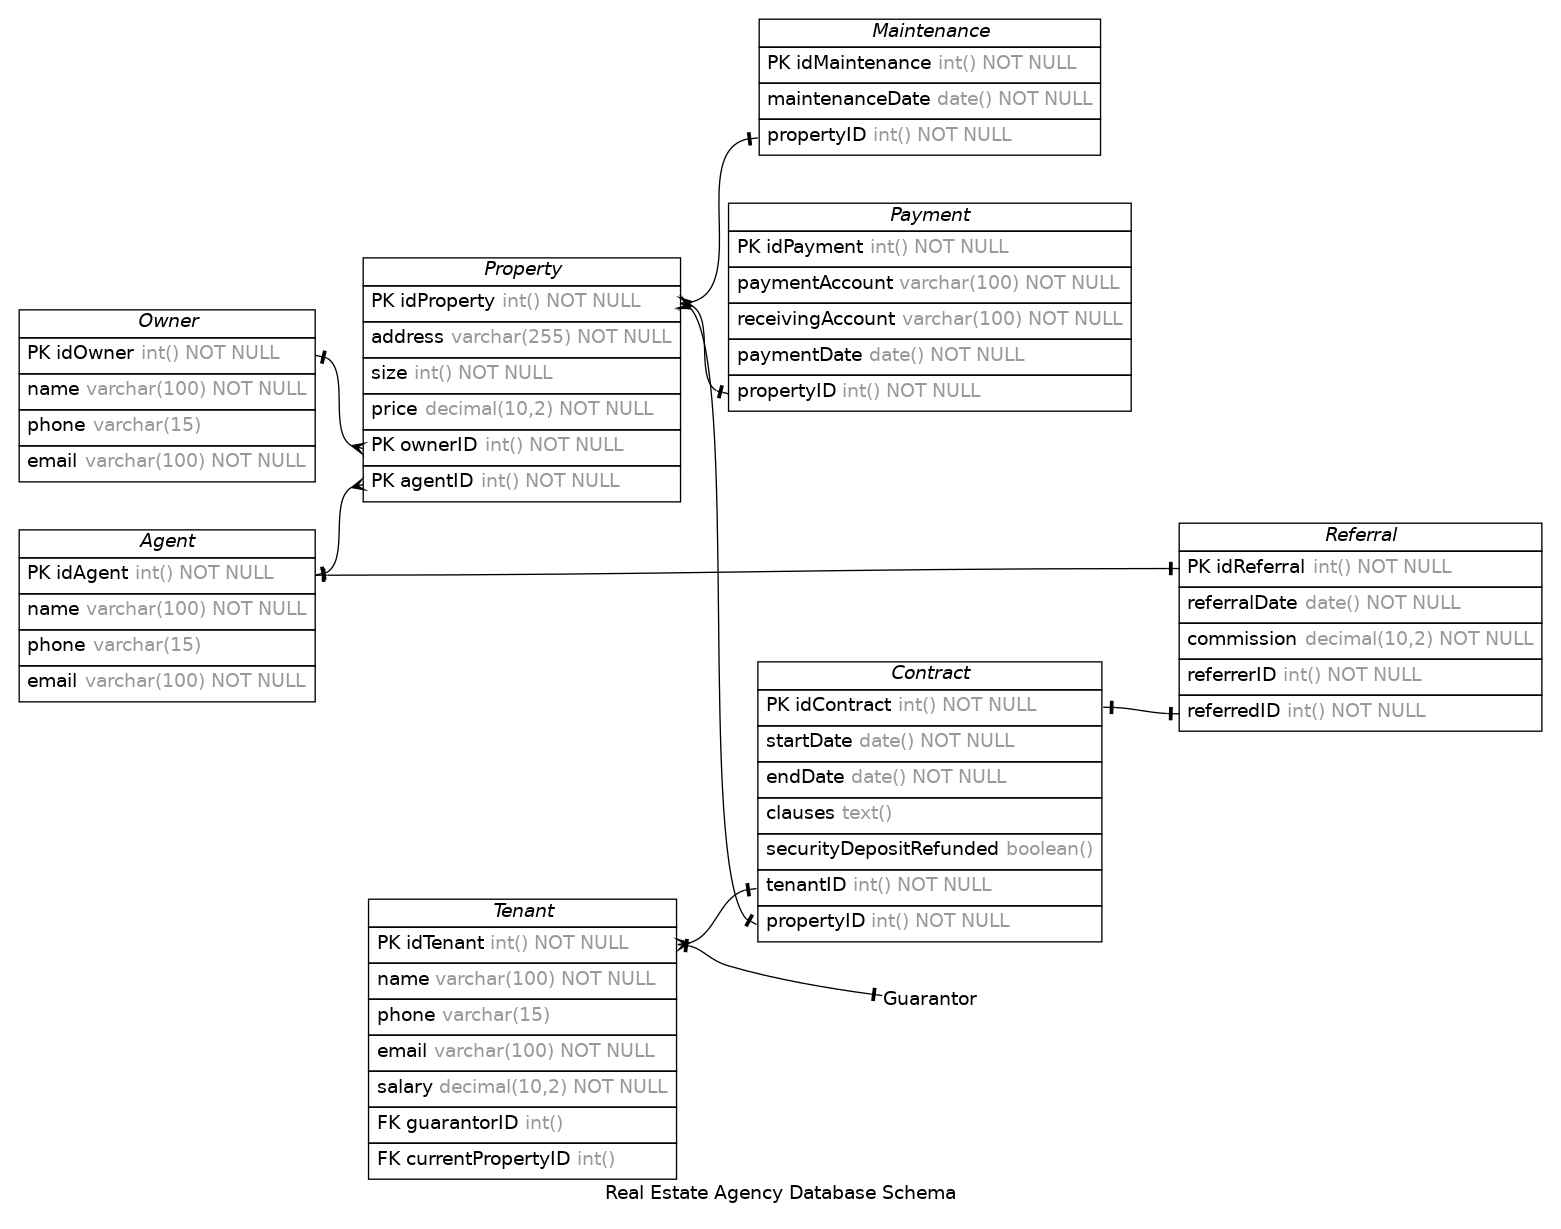 Maintenance
PK idMaintenance int() NOT NULL
maintenanceDate date() NOT NULL
propertyID int() NOT NULL
Payment
PK idPayment int() NOT NULL
paymentAccount varchar(100) NOT NULL
receivingAccount varchar(100) NOT NULL
paymentDate date() NOT NULL
propertyID int() NOT NULL
Property
PK idProperty int() NOT NULL
address varchar(255) NOT NULL
size int() NOT NULL
price decimal(10,2) NOT NULL
PK ownerID int() NOT NULL
PK agentID int() NOT NULL
Owner
PK idOwner int() NOT NULL
name varchar(100) NOT NULL
phone varchar(15)
email varchar(100) NOT NULL
Agent
PK idAgent int() NOT NULL
name varchar(100) NOT NULL
phone varchar(15)
email varchar(100) NOT NULL
Referral
PK idReferral int() NOT NULL
referralDate date() NOT NULL
commission decimal(10,2) NOT NULL
referrerID int() NOT NULL
referredID int() NOT NULL
Contract
PK idContract int() NOT NULL
startDate date() NOT NULL
endDate date() NOT NULL
clauses text()
securityDepositRefunded boolean()
tenantID int() NOT NULL
propertyID int() NOT NULL
Tenant
PK idTenant int() NOT NULL
name varchar(100) NOT NULL
phone varchar(15)
email varchar(100) NOT NULL
salary decimal(10,2) NOT NULL
FK guarantorID int()
FK currentPropertyID int()
Guarantor
Real Estate Agency Database Schema